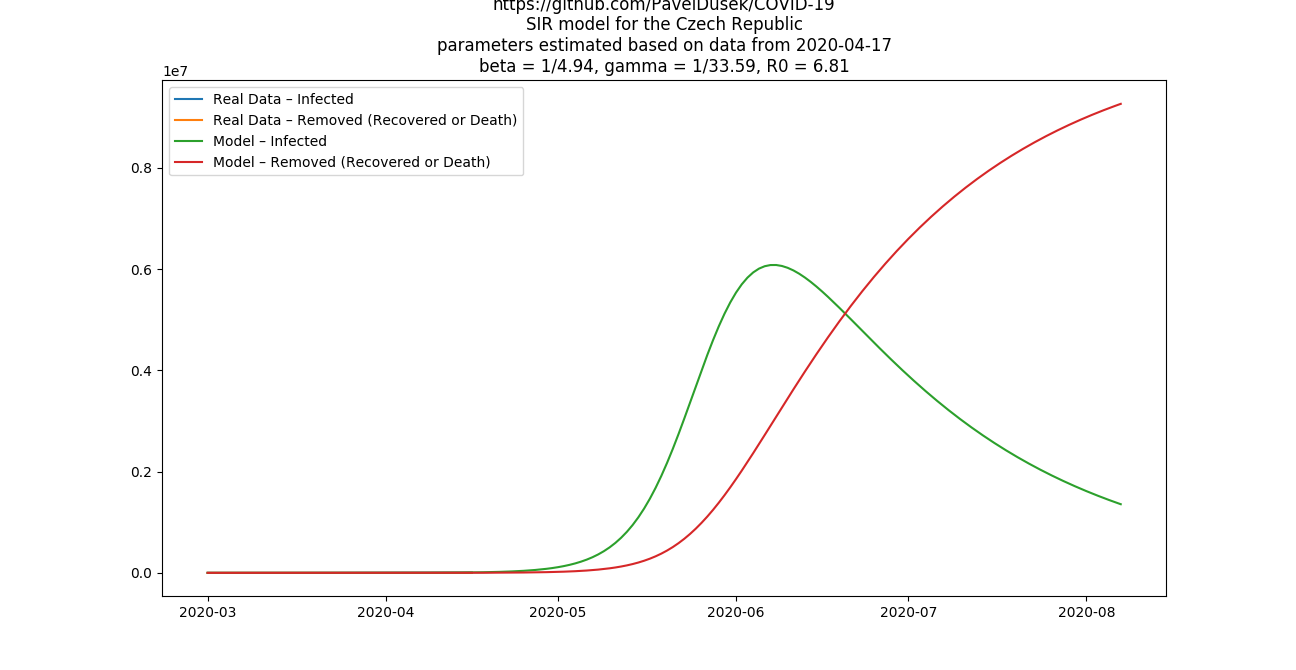 https://github.com/PavelDusek/COVID-19
SIR model for the Czech Republic
parameters estimated based on data from 2020-04-17
beta = 1/4.94, gamma = 1/33.59, R0 = 6.81
1e7
Real Data – Infected
Real Data – Removed (Recovered or Death)
Model – Infected
Model – Removed (Recovered or Death)
0.8
0.6
0.4
0.2
0.0
2020-03 2020-04 2020-05 2020-06 2020-07 2020-08